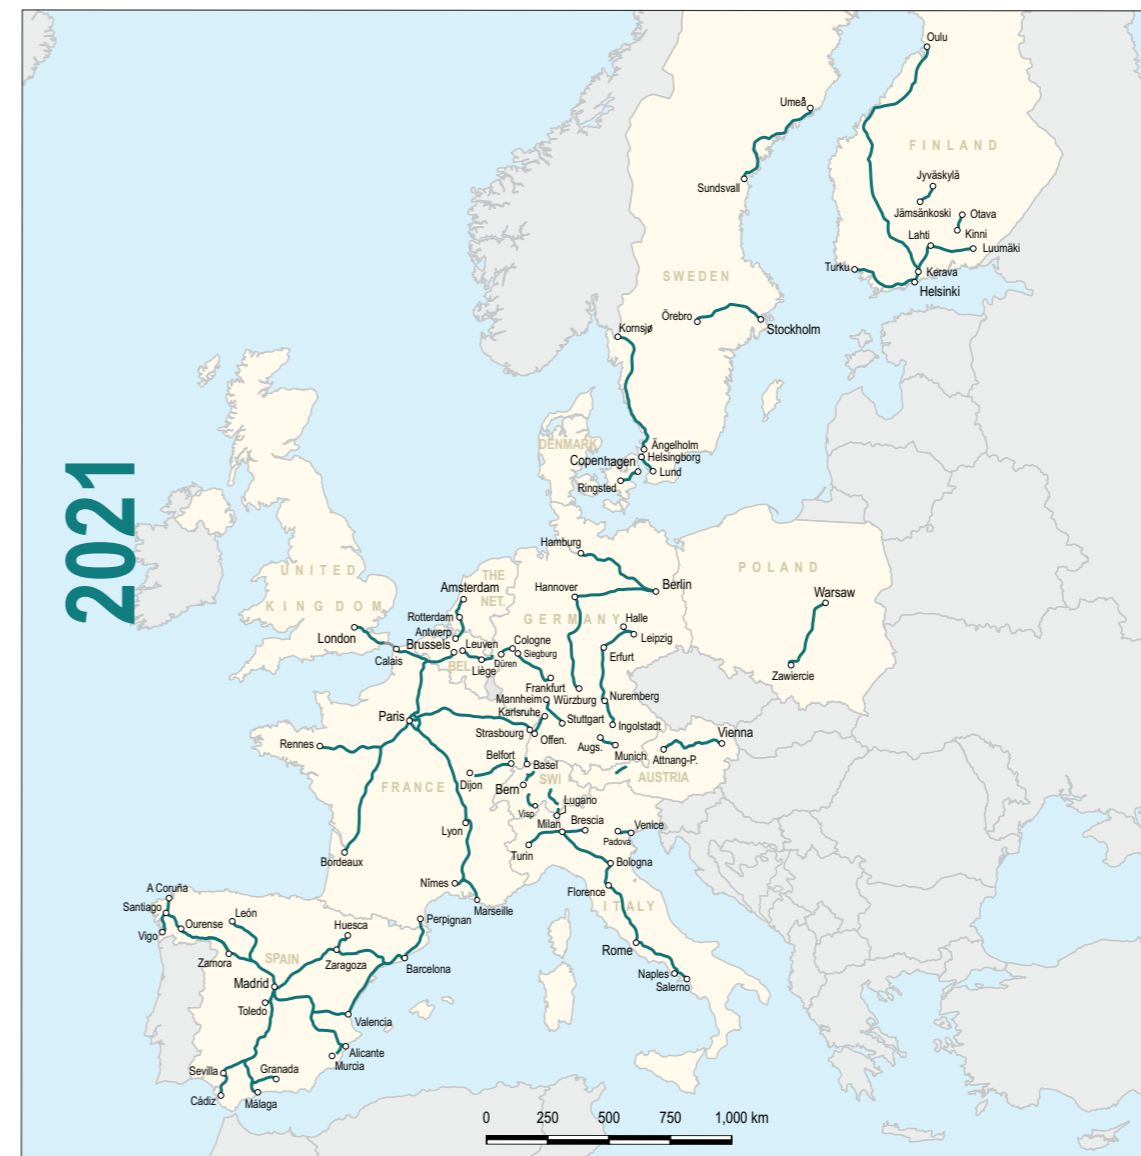 2021
Oulu
Umeå
FINLAND
Jyväskylä
Sundsvall
Jämsänkoski
Otava
Kinni
Lahti
Luumäki
Turku
Kerava
SWEDEN
Helsinki
Örebro
Kornsjø
Stockholm
DENMARK
Ängelholm
Helsingborg
Copenhagen
Lund
Ringsted
Hamburg
UNITED
KINGDOM
THE
NET.
Amsterdam
Hannover
Berlin
POLAND
Warsaw
Rotterdam
GERMANY
Halle
Leipzig
London
Antwerp
Brussels
Leuven
Cologne
Siegburg
Düren
Erfurt
Calais
BEL
Liège
Zawiercie
Frankfurt
Würzburg
Mannheim
Nuremberg
Karlsruhe
Paris
Stuttgart
Ingolstadt
Strasbourg
Offen.
Vienna
Rennes
Augs.
Munich
Attnang-P.
Belfort
Basel
Dijon
SWI
AUSTRIA
FRANCE
Bern
Lugano
Visp
Milan
Brescia
Venice
Padova
Lyon
Turin
Bordeaux
Bologna
Nîmes
Florence
ITALY
A Coruña
Santiago
Marseille
Ourense
León
Perpignan
Huesca
Vigo
Zamora
SPAIN
Zaragoza
Barcelona
Rome
Madrid
Naples
Salerno
Toledo
Valencia
Alicante
Murcia
Sevilla
Granada
Cádiz
Málaga
0 250 500 750 1,000 km